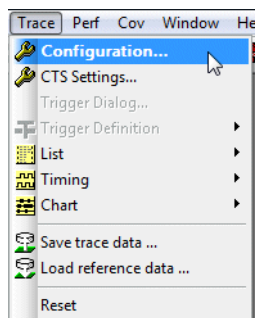 Trace Perf Cov Window He
Configuration...
CTS Settings...
Trigger Dialog...
Trigger Definition
List
Timing
Chart
Save trace data ...
Load reference data ...
Reset